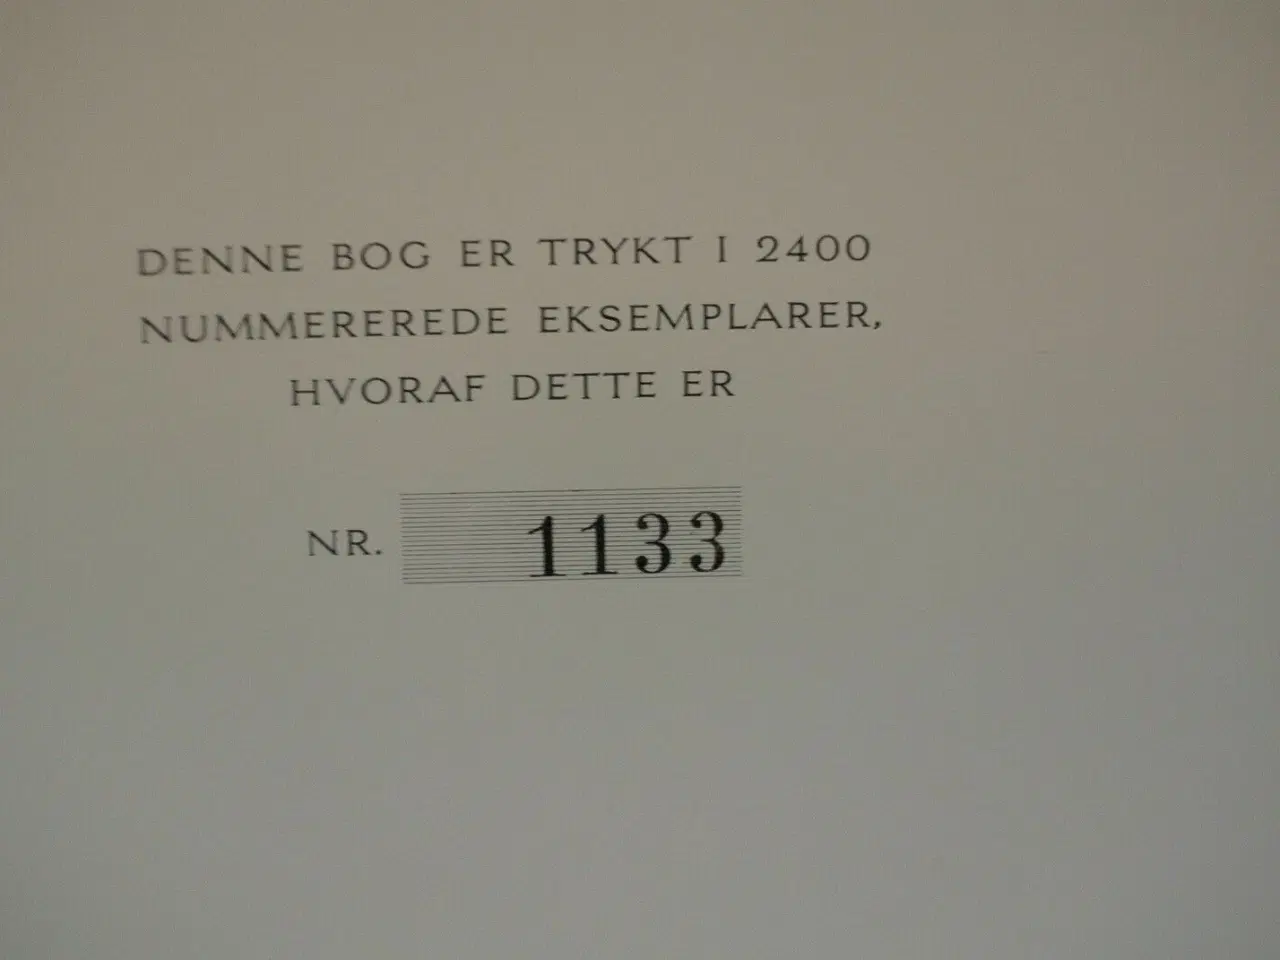 DENNE BOG ER TRYKT I 2400
NUMMEREREDE EKSEMPLARER,
HVORAF DETTE ER
NR. 1133